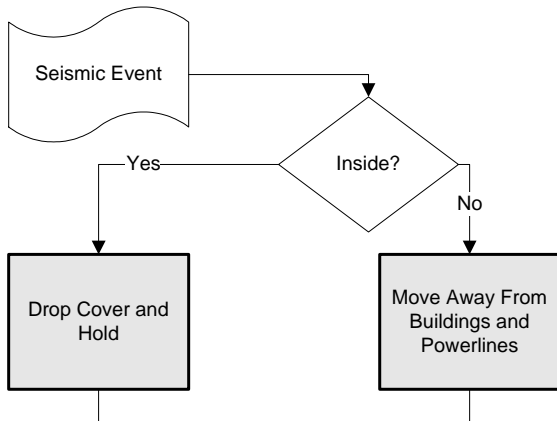 Seismic Event
Inside?
Yes
No
Drop Cover and
Hold
Move Away From
Buildings and
Powerlines